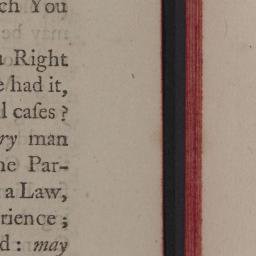 ch You
Right
had it,
l caſes?
ry man
he Par-
a Law,
rience;
d: may